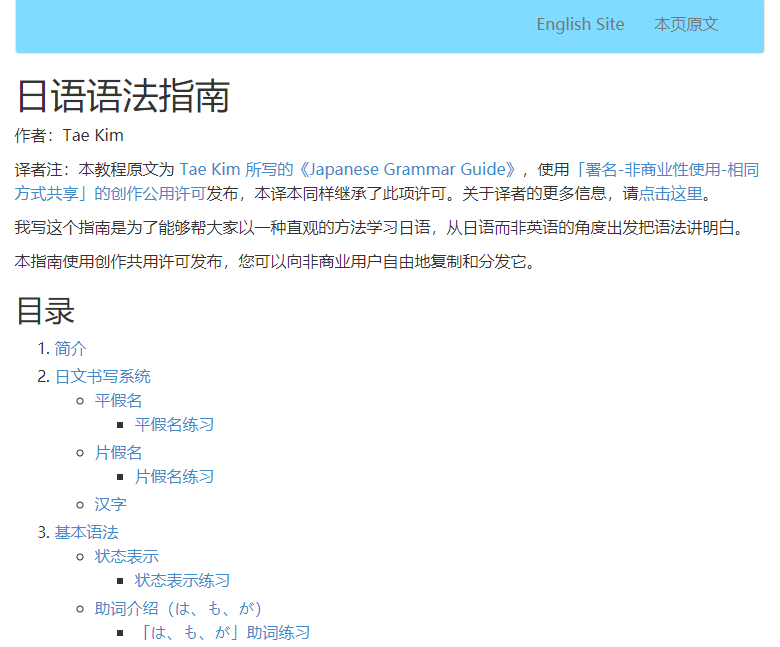 English Site 本页原文
日语语法指南
作者：Tae Kim
译者注：本教程原文为 Tae Kim 所写的《Japanese Grammar Guide》，使用「署名-非商业性使用-相同
方式共享」的创作公用许可发布，本译本同样继承了此项许可。关于译者的更多信息，请点击这里。
我写这个指南是为了能够帮大家以一种直观的方法学习日语，从日语而非英语的角度出发把语法讲明白。
本指南使用创作共用许可发布，您可以向非商业用户自由地复制和分发它。
目录
1. 简介
2. 日文书写系统
平假名
平假名练习
片假名
片假名练习
汉字
3. 基本语法
状态表示
状态表示练习
助词介绍（は、も、が）
「は、も、が」助词练习